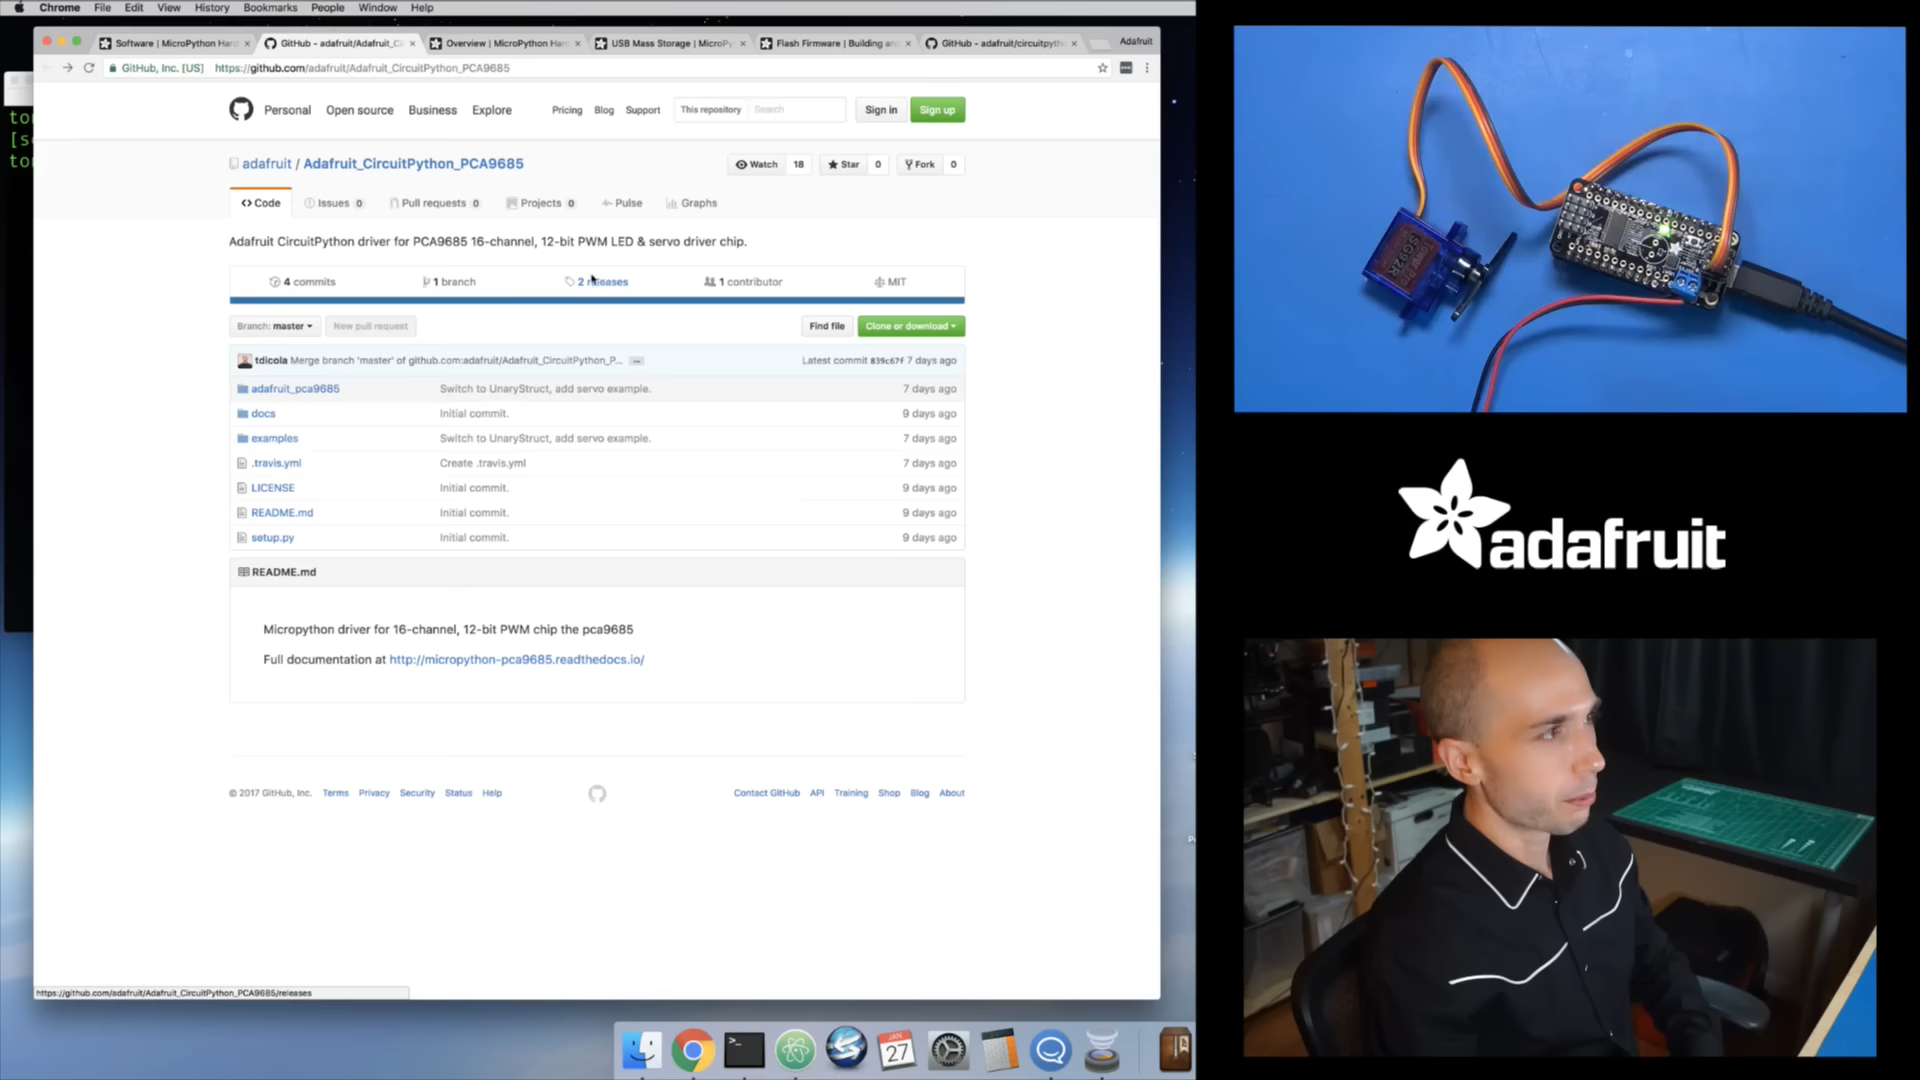 Chrome File Edit View History Bookmarks People Window Help
Software | MicroPython Hard
GitHub - adafruit/Adafruit_Ci
Overview | MicroPython Hard
USB Mass Storage | MicroPy
Flash Firmware | Building an
GitHub - adafruit/circuitpyth
Adafruit
GitHub, Inc. [US] https://github.com/adafruit/Adafruit_CircuitPython_PCA9685
Personal Open source Business Explore Pricing Blog Support This repository Search Sign in Sign up
adafruit / Adafruit_CircuitPython_PCA9685 Watch 18 Star 0 Fork 0
Code Issues 0 Pull requests 0 Projects 0 Pulse Graphs
Adafruit CircuitPython driver for PCA9685 16-channel, 12-bit PWM LED & servo driver chip.
4 commits 1 branch 2 releases 1 contributor MIT
Branch: master New pull request Find file Clone or download
tdicola Merge branch 'master' of github.com:adafruit/Adafruit_CircuitPython_P... Latest commit 839c67f 7 days ago
adafruit_pca9685 Switch to UnaryStruct, add servo example. 7 days ago
docs Initial commit. 9 days ago
examples Switch to UnaryStruct, add servo example. 7 days ago
.travis.yml Create .travis.yml 7 days ago
LICENSE Initial commit. 9 days ago
README.md Initial commit. 9 days ago
setup.py Initial commit. 9 days ago
README.md
Micropython driver for 16-channel, 12-bit PWM chip the pca9685
Full documentation at http://micropython-pca9685.readthedocs.io/
© 2017 GitHub, Inc. Terms Privacy Security Status Help Contact GitHub API Training Shop Blog About
https://github.com/adafruit/Adafruit_CircuitPython_PCA9685/releases
JAN
27
SG92R
adafruit